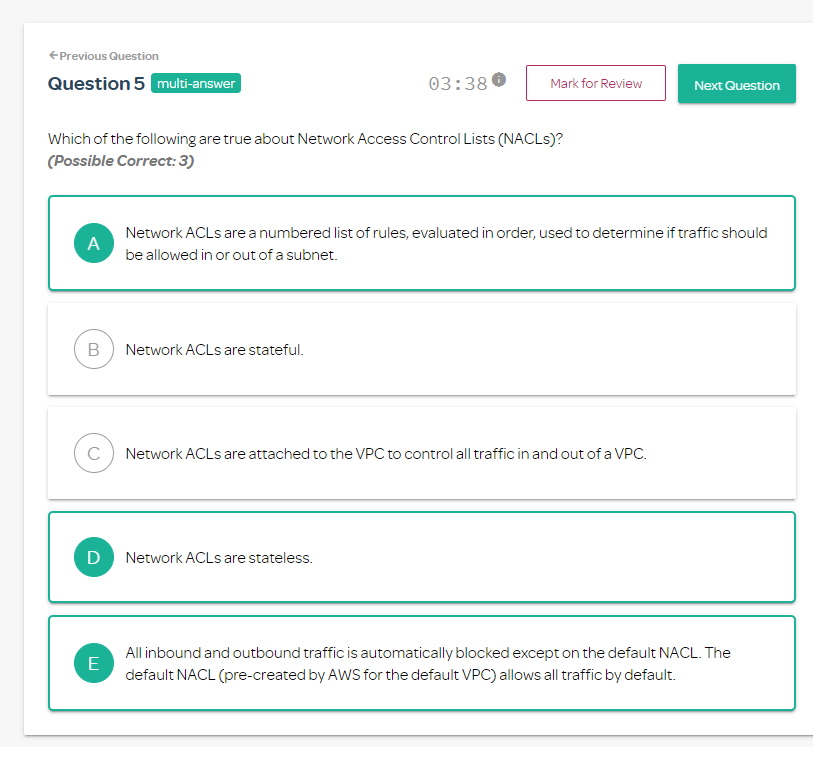 ←Previous Question
Question 5 multi-answer 03:38 i Mark for Review Next Question
Which of the following are true about Network Access Control Lists (NACLs)?
(Possible Correct: 3)
A Network ACLs are a numbered list of rules, evaluated in order, used to determine if traffic should
be allowed in or out of a subnet.
B Network ACLs are stateful.
C Network ACLs are attached to the VPC to control all traffic in and out of a VPC.
D Network ACLs are stateless.
E All inbound and outbound traffic is automatically blocked except on the default NACL. The
default NACL (pre-created by AWS for the default VPC) allows all traffic by default.